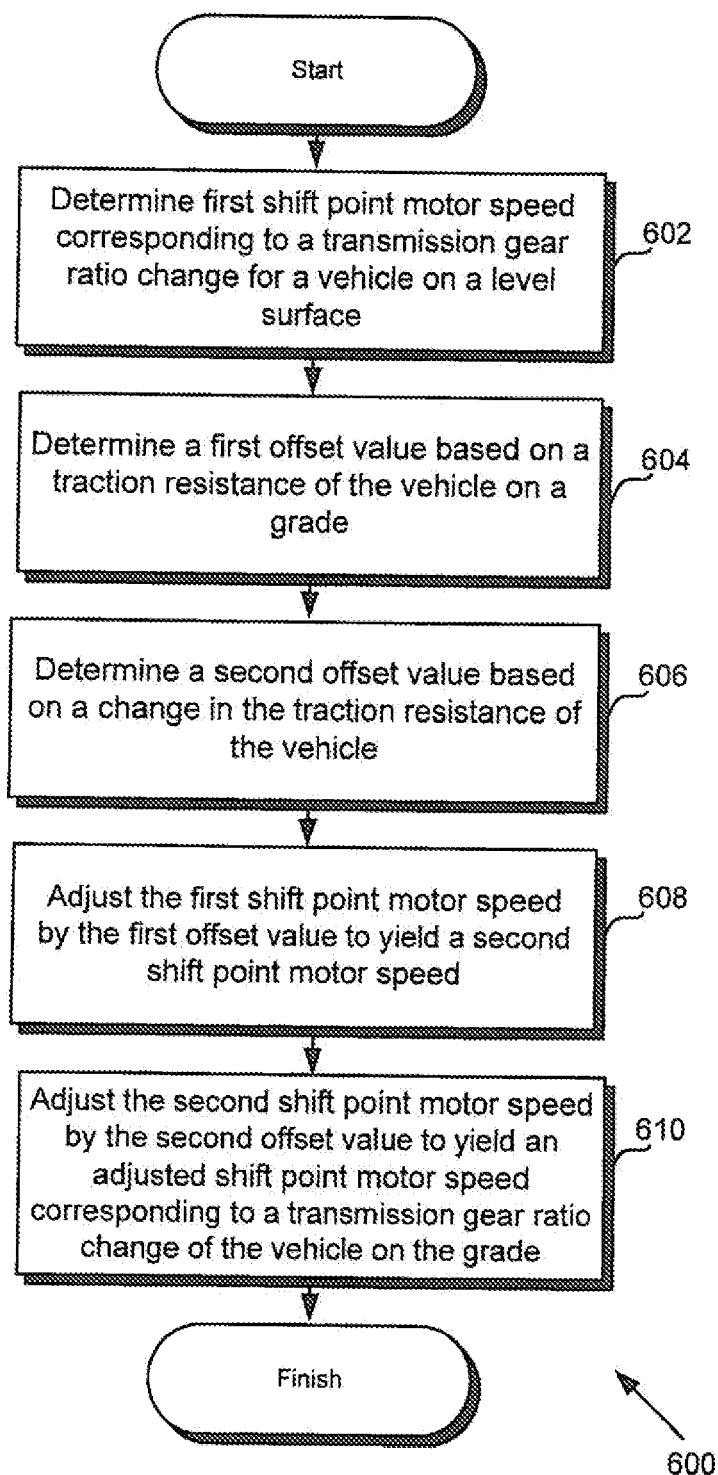 Start
Determine first shift point motor speed
corresponding to a transmission gear
ratio change for a vehicle on a level
surface
602
Determine a first offset value based on a
traction resistance of the vehicle on a
grade
604
Determine a second offset value based
on a change in the traction resistance of
the vehicle
606
Adjust the first shift point motor speed
by the first offset value to yield a second
shift point motor speed
608
Adjust the second shift point motor speed
by the second offset value to yield an
adjusted shift point motor speed
corresponding to a transmission gear ratio
change of the vehicle on the grade
610
Finish
600